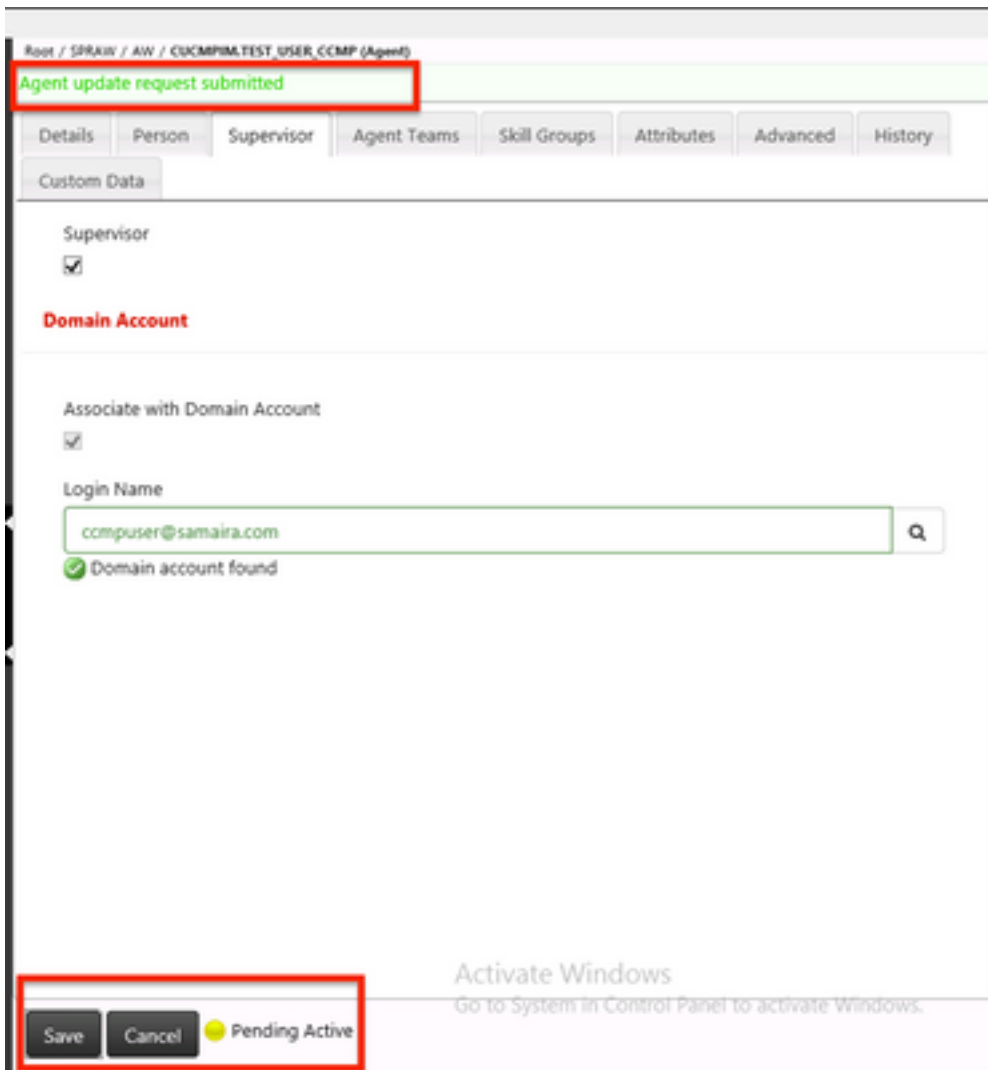 Root / SPRAW / AW / CUCMPIM.TEST_USER_CCMP (Agent)
Agent update request submitted
Details Person Supervisor Agent Teams Skill Groups Attributes Advanced History
Custom Data
Supervisor
Domain Account
Associate with Domain Account
Login Name
ccmpuser@samaira.com
Domain account found
Activate Windows
Go to System in Control Panel to activate Windows.
Save Cancel Pending Active